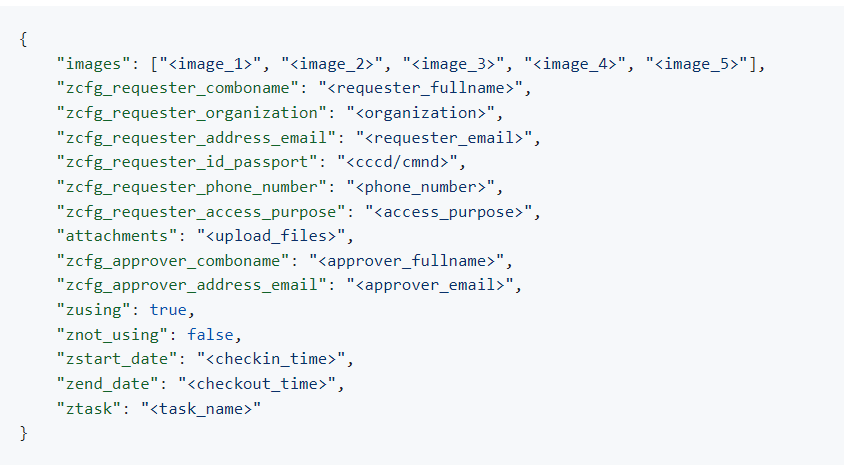 {
    "images": ["<image_1>", "<image_2>", "<image_3>", "<image_4>", "<image_5>"],
    "zcfg_requester_comboname": "<requester_fullname>",
    "zcfg_requester_organization": "<organization>",
    "zcfg_requester_address_email": "<requester_email>",
    "zcfg_requester_id_passport": "<cccd/cmnd>",
    "zcfg_requester_phone_number": "<phone_number>",
    "zcfg_requester_access_purpose": "<access_purpose>",
    "attachments": "<upload_files>",
    "zcfg_approver_comboname": "<approver_fullname>",
    "zcfg_approver_address_email": "<approver_email>",
    "zusing": true,
    "znot_using": false,
    "zstart_date": "<checkin_time>",
    "zend_date": "<checkout_time>",
    "ztask": "<task_name>"
}